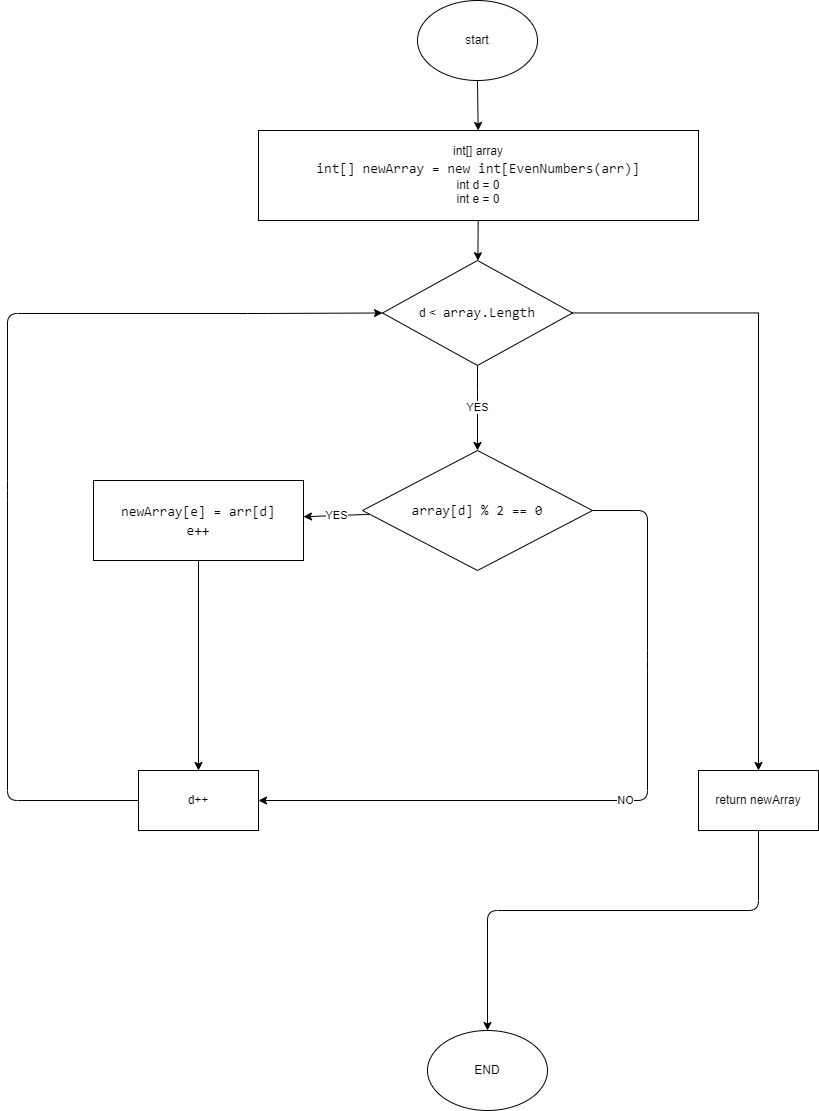 start
int[] array
int[] newArray = new int[EvenNumbers(arr)]
int d = 0
int e = 0
d < array.Length
YES
array[d] % 2 == 0
YES
newArray[e] = arr[d]
e++
d++
NO
return newArray
END